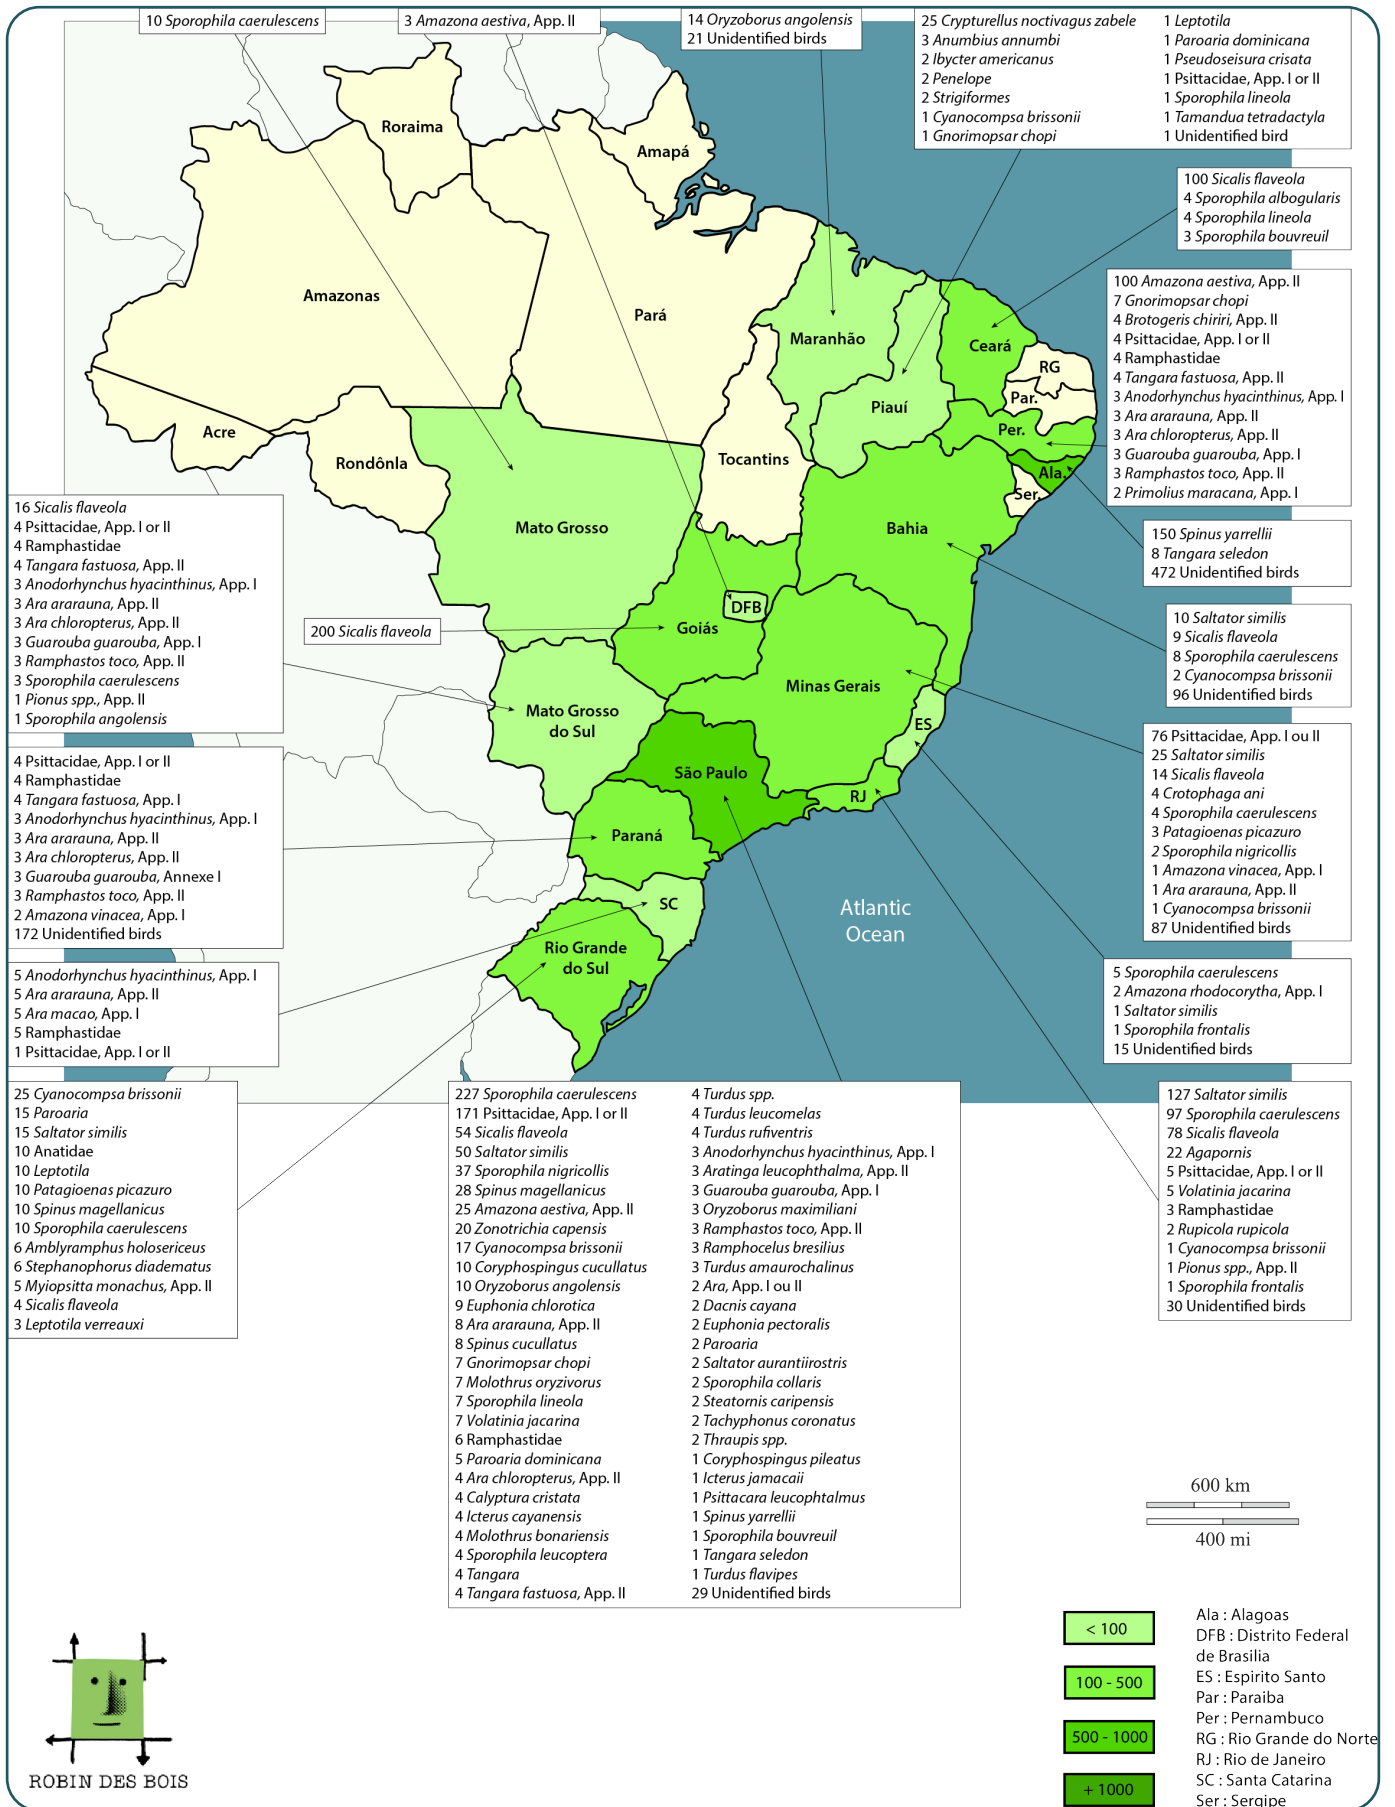 10 Sporophila caerulescens
3 Amazona aestiva, App. II
14 Oryzoborus angolensis
21 Unidentified birds
25 Crypturellus noctivagus zabele
3 Anumbius annumbi
2 Ibycter americanus
2 Penelope
2 Strigiformes
1 Cyanocompsa brissonii
1 Gnorimopsar chopi
1 Leptotila
1 Paroaria dominicana
1 Pseudoseisura crisata
1 Psittacidae, App. I or II
1 Sporophila lineola
1 Tamandua tetradactyla
1 Unidentified bird
100 Sicalis flaveola
4 Sporophila albogularis
4 Sporophila lineola
3 Sporophila bouvreuil
100 Amazona aestiva, App. II
7 Gnorimopsar chopi
4 Brotogeris chiriri, App. II
4 Psittacidae, App. I or II
4 Ramphastidae
4 Tangara fastuosa, App. II
3 Anodorhynchus hyacinthinus, App. I
3 Ara ararauna, App. II
3 Ara chloropterus, App. II
3 Guarouba guarouba, App. I
3 Ramphastos toco, App. II
2 Primolius maracana, App. I
150 Spinus yarrellii
8 Tangara seledon
472 Unidentified birds
10 Saltator similis
9 Sicalis flaveola
8 Sporophila caerulescens
2 Cyanocompsa brissonii
96 Unidentified birds
76 Psittacidae, App. I ou II
25 Saltator similis
14 Sicalis flaveola
4 Crotophaga ani
4 Sporophila caerulescens
3 Patagioenas picazuro
2 Sporophila nigricollis
1 Amazona vinacea, App. I
1 Ara ararauna, App. II
1 Cyanocompsa brissonii
87 Unidentified birds
5 Sporophila caerulescens
2 Amazona rhodocorytha, App. I
1 Saltator similis
1 Sporophila frontalis
15 Unidentified birds
127 Saltator similis
97 Sporophila caerulescens
78 Sicalis flaveola
22 Agapornis
5 Psittacidae, App. I or II
5 Volatinia jacarina
3 Ramphastidae
2 Rupicola rupicola
1 Cyanocompsa brissonii
1 Pionus spp., App. II
1 Sporophila frontalis
30 Unidentified birds
Roraima
Amapá
Amazonas
Pará
Maranhão
Ceará
RG
Par.
Piauí
Per.
Ala.
Ser.
Acre
Rondônla
Tocantins
Mato Grosso
Bahia
DFB
Goiás
Minas Gerais
ES
Mato Grosso
do Sul
São Paulo
RJ
Paraná
SC
Rio Grande
do Sul
Atlantic
Ocean
16 Sicalis flaveola
4 Psittacidae, App. I or II
4 Ramphastidae
4 Tangara fastuosa, App. II
3 Anodorhynchus hyacinthinus, App. I
3 Ara ararauna, App. II
3 Ara chloropterus, App. II
3 Guarouba guarouba, App. I
3 Ramphastos toco, App. II
3 Sporophila caerulescens
1 Pionus spp., App. II
1 Sporophila angolensis
200 Sicalis flaveola
4 Psittacidae, App. I or II
4 Ramphastidae
4 Tangara fastuosa, App. I
3 Anodorhynchus hyacinthinus, App. I
3 Ara ararauna, App. II
3 Ara chloropterus, App. II
3 Guarouba guarouba, Annexe I
3 Ramphastos toco, App. II
2 Amazona vinacea, App. I
172 Unidentified birds
5 Anodorhynchus hyacinthinus, App. I
5 Ara ararauna, App. II
5 Ara macao, App. I
5 Ramphastidae
1 Psittacidae, App. I or II
25 Cyanocompsa brissonii
15 Paroaria
15 Saltator similis
10 Anatidae
10 Leptotila
10 Patagioenas picazuro
10 Spinus magellanicus
10 Sporophila caerulescens
6 Amblyramphus holosericeus
6 Stephanophorus diadematus
5 Myiopsitta monachus, App. II
4 Sicalis flaveola
3 Leptotila verreauxi
227 Sporophila caerulescens
171 Psittacidae, App. I or II
54 Sicalis flaveola
50 Saltator similis
37 Sporophila nigricollis
28 Spinus magellanicus
25 Amazona aestiva, App. II
20 Zonotrichia capensis
17 Cyanocompsa brissonii
10 Coryphospingus cucullatus
10 Oryzoborus angolensis
9 Euphonia chlorotica
8 Ara ararauna, App. II
8 Spinus cucullatus
7 Gnorimopsar chopi
7 Molothrus oryzivorus
7 Sporophila lineola
7 Volatinia jacarina
6 Ramphastidae
5 Paroaria dominicana
4 Ara chloropterus, App. II
4 Calyptura cristata
4 Icterus cayanensis
4 Molothrus bonariensis
4 Sporophila leucoptera
4 Tangara
4 Tangara fastuosa, App. II
4 Turdus spp.
4 Turdus leucomelas
4 Turdus rufiventris
3 Anodorhynchus hyacinthinus, App. I
3 Aratinga leucophthalma, App. II
3 Guarouba guarouba, App. I
3 Oryzoborus maximiliani
3 Ramphastos toco, App. II
3 Ramphocelus bresilius
3 Turdus amaurochalinus
2 Ara, App. I ou II
2 Dacnis cayana
2 Euphonia pectoralis
2 Paroaria
2 Saltator aurantiirostris
2 Sporophila collaris
2 Steatornis caripensis
2 Tachyphonus coronatus
2 Thraupis spp.
1 Coryphospingus pileatus
1 Icterus jamacaii
1 Psittacara leucophtalmus
1 Spinus yarrellii
1 Sporophila bouvreuil
1 Tangara seledon
1 Turdus flavipes
29 Unidentified birds
600 km
400 mi
< 100
100 - 500
500 - 1000
+ 1000
Ala : Alagoas
DFB : Distrito Federal
de Brasilia
ES : Espirito Santo
Par : Paraiba
Per : Pernambuco
RG : Rio Grande do Norte
RJ : Rio de Janeiro
SC : Santa Catarina
Ser : Sergipe
ROBIN DES BOIS